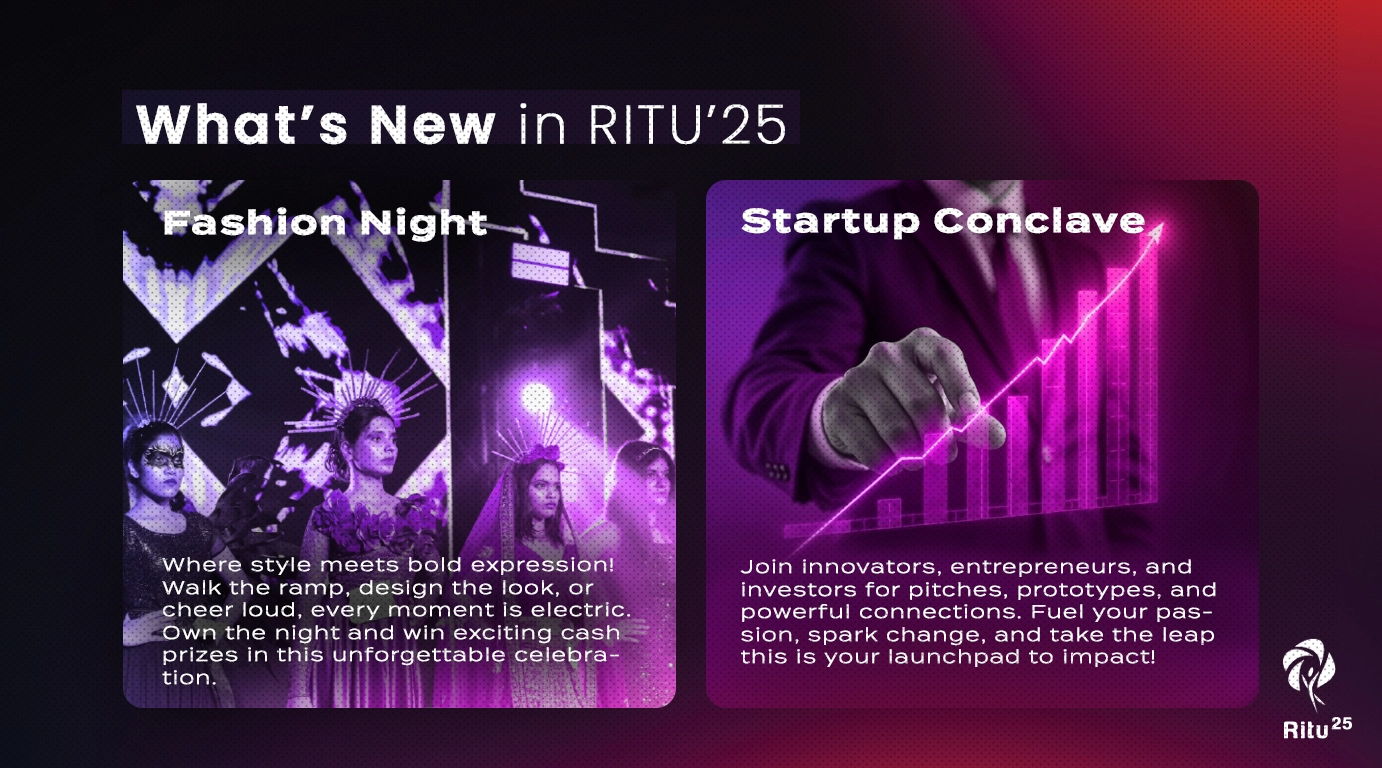 What's New in RITU'25
Fashion Night
Where style meets bold expression!
Walk the ramp, design the look, or
cheer loud, every moment is electric.
Own the night and win exciting cash
prizes in this unforgettable celebra-
tion.
Startup Conclave
Join innovators, entrepreneurs, and
investors for pitches, prototypes, and
powerful connections. Fuel your pas-
sion, spark change, and take the leap
this is your launchpad to impact!
Ritu 25